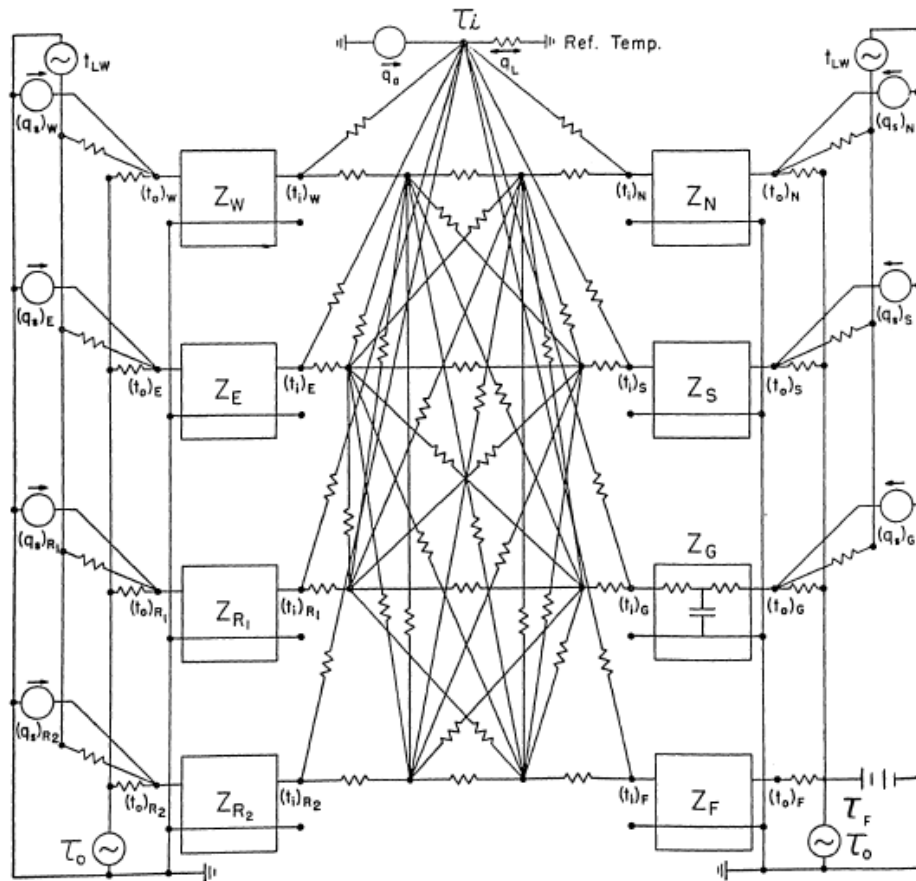 τi
Ref. Temp.
qa
qL
tLW
tLW
(qs)W
(qs)N
(to)W
ZW
(ti)W
(ti)N
ZN
(to)N
(qs)E
(qs)S
(to)E
ZE
(ti)E
(ti)S
ZS
(to)S
(qs)R1
(qs)G
ZG
(to)R1
ZR1
(ti)R1
(ti)G
(to)G
(qs)R2
(to)R2
ZR2
(ti)R2
(ti)F
ZF
(to)F
τF
τo
τo